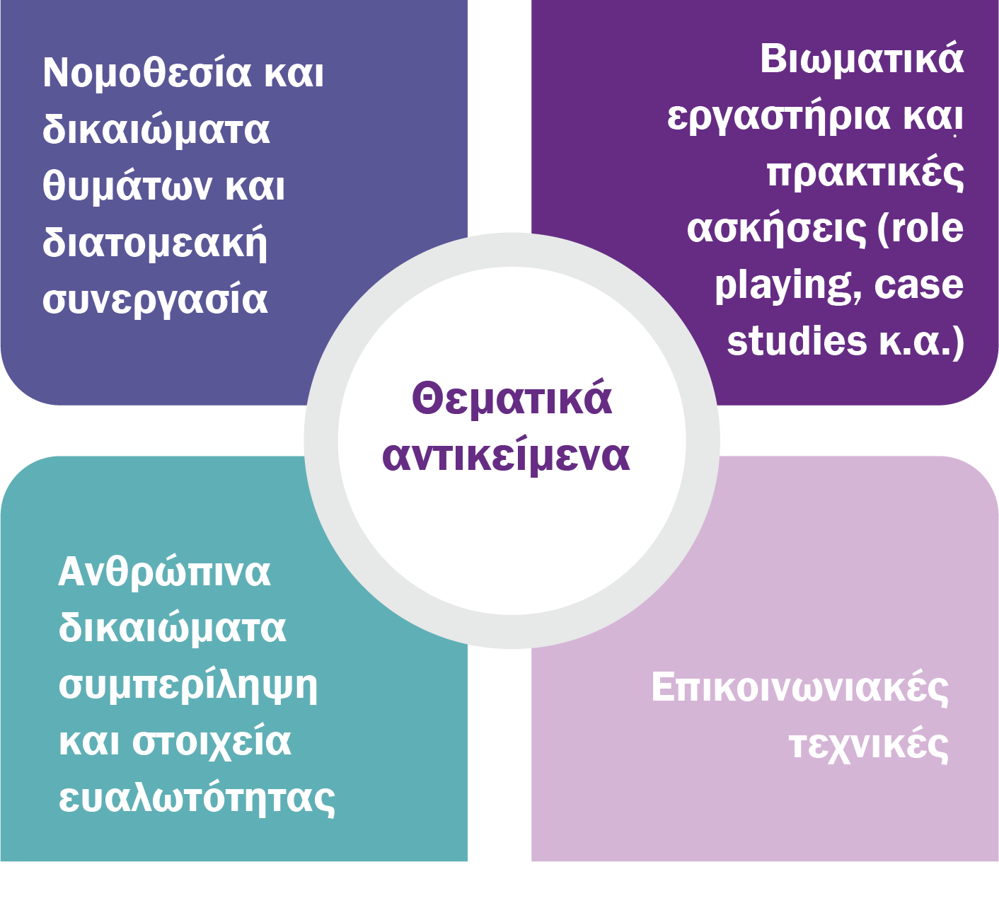 Νομοθεσία και
δικαιώματα
θυμάτων και
διατομεακή
συνεργασία
Βιωματικά
εργαστήρια και
πρακτικές
ασκήσεις (role
playing, case
studies κ.α.)
Θεματικά
αντικείμενα
Ανθρώπινα
δικαιώματα
συμπερίληψη
και στοιχεία
ευαλωτότητας
Επικοινωνιακές
τεχνικές